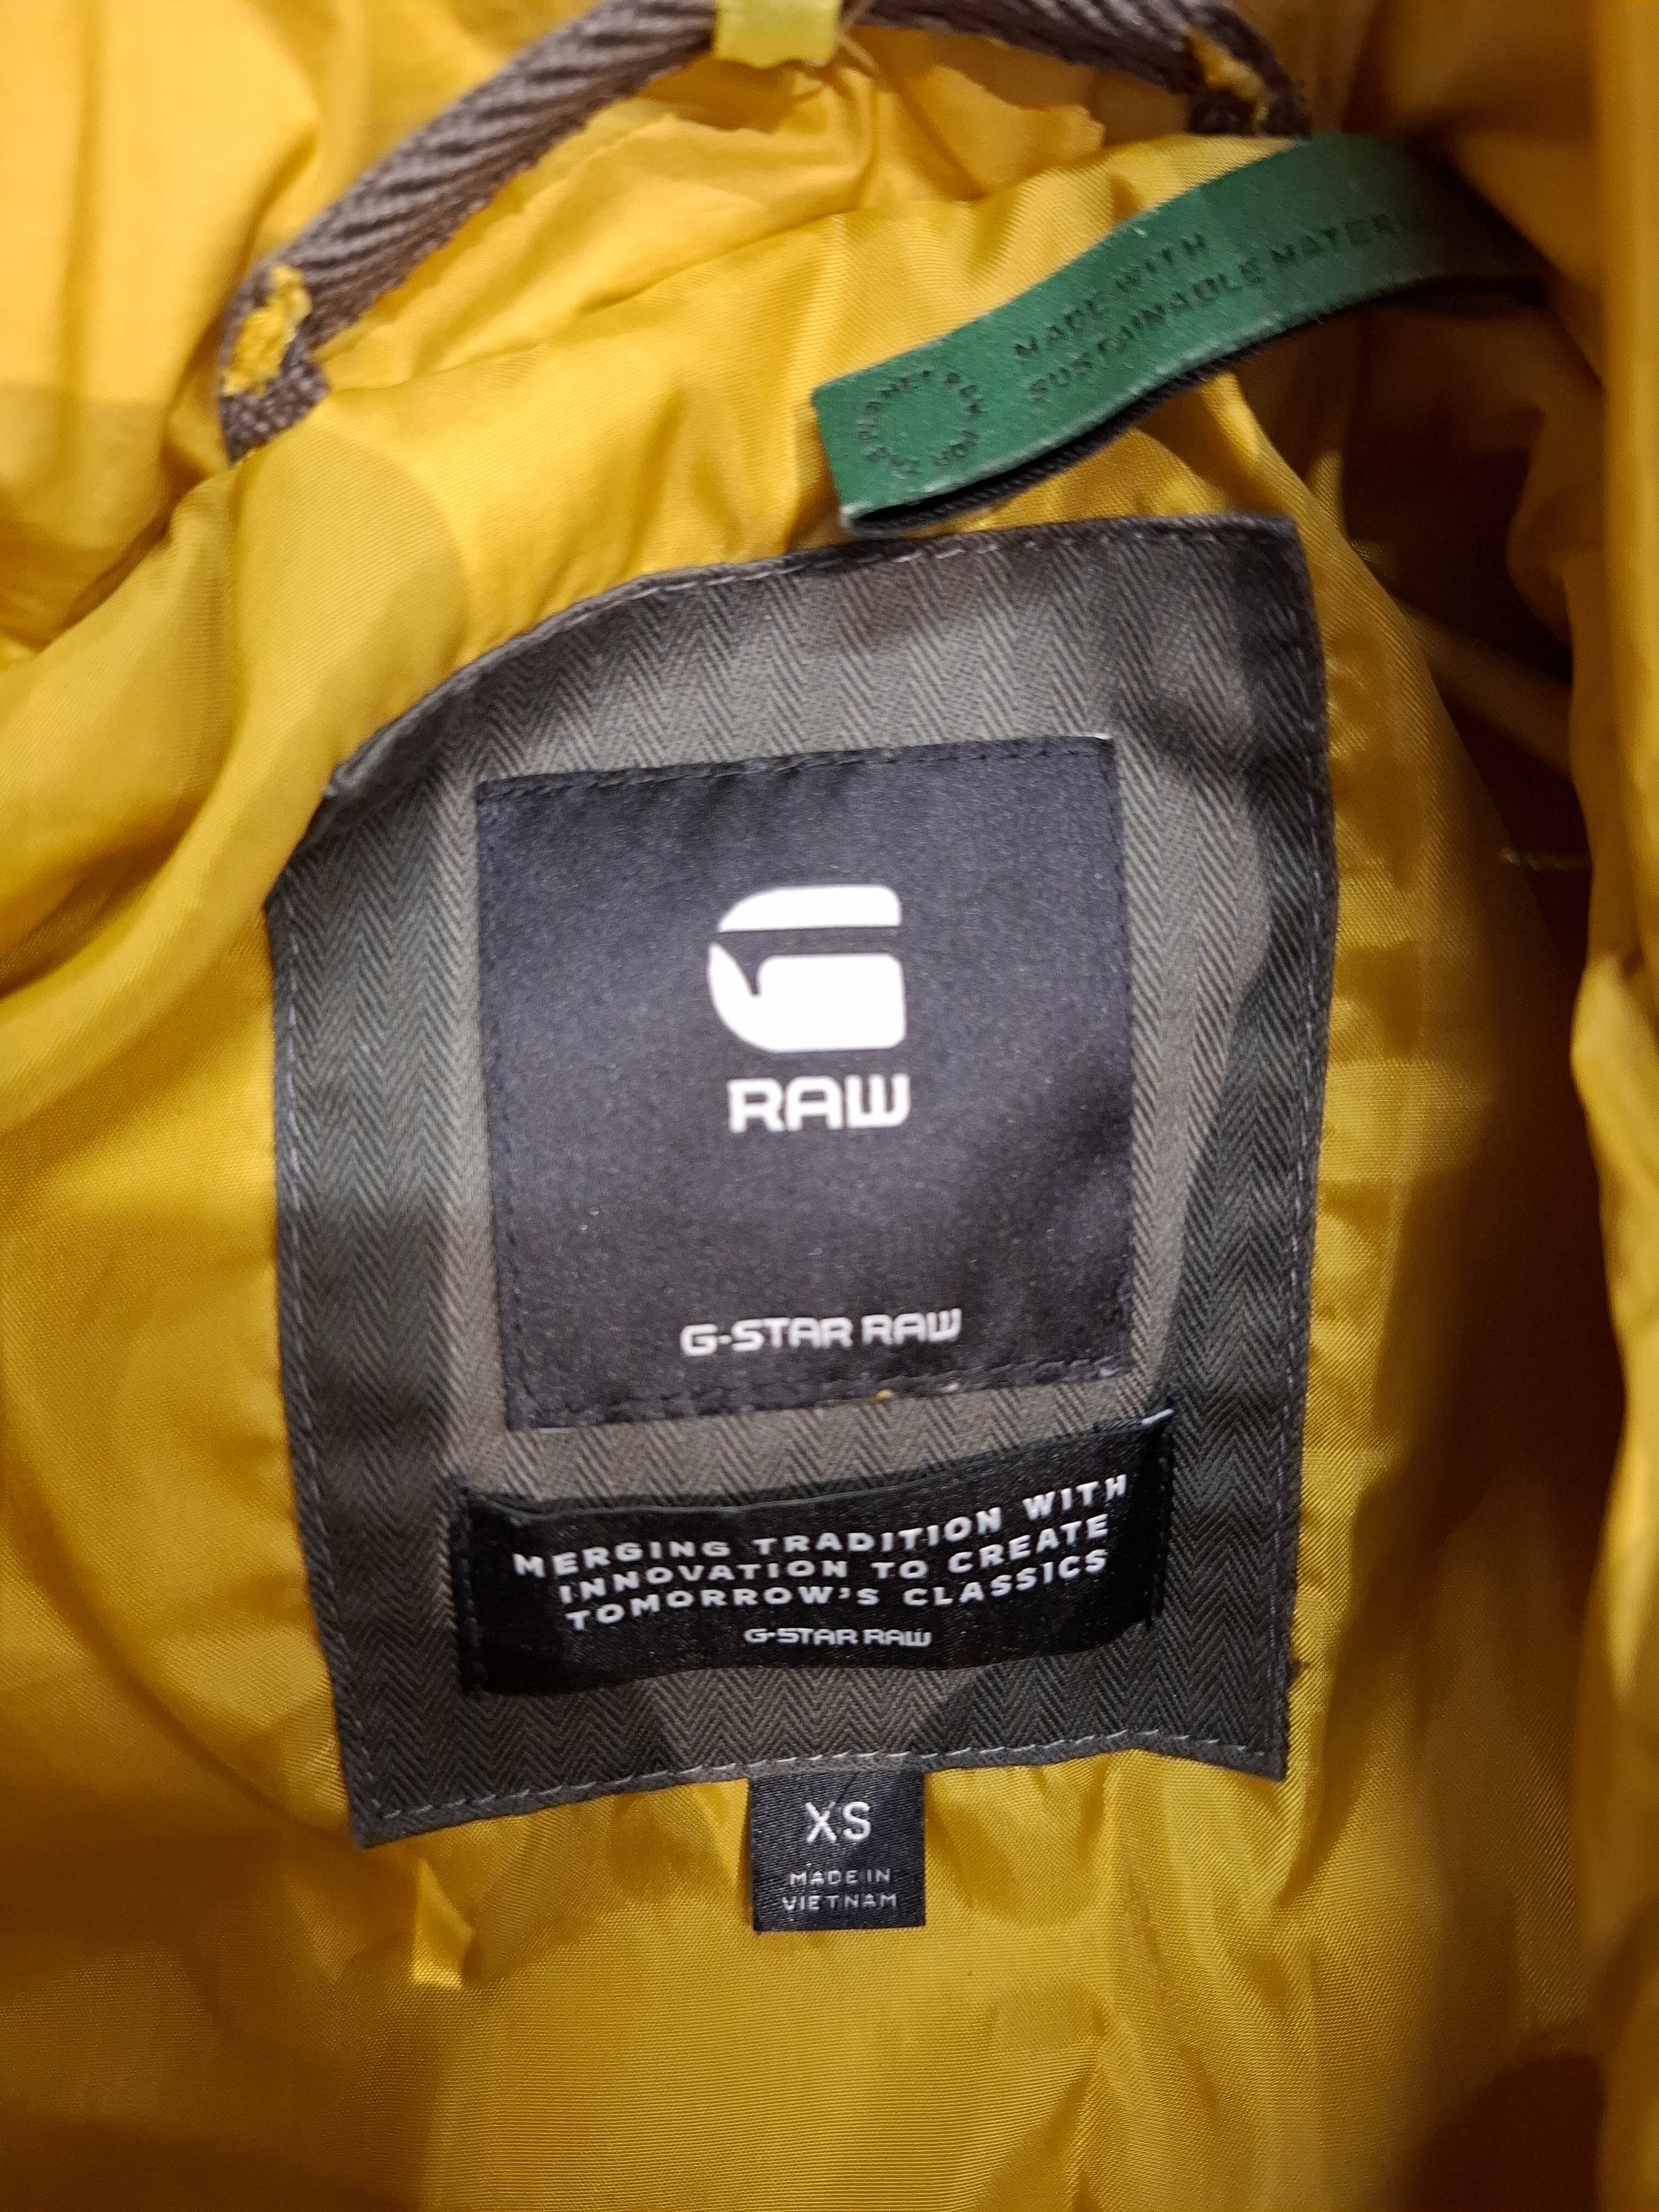 MADE WITH
SUSTAINABLE MATERI
RAW
G-STAR RAW
MERGING TRADITION WITH
INNOVATION TO CREATE
TOMORROW'S CLASSICS
G-STAR RAW
XS
MADE IN
VIETNAM